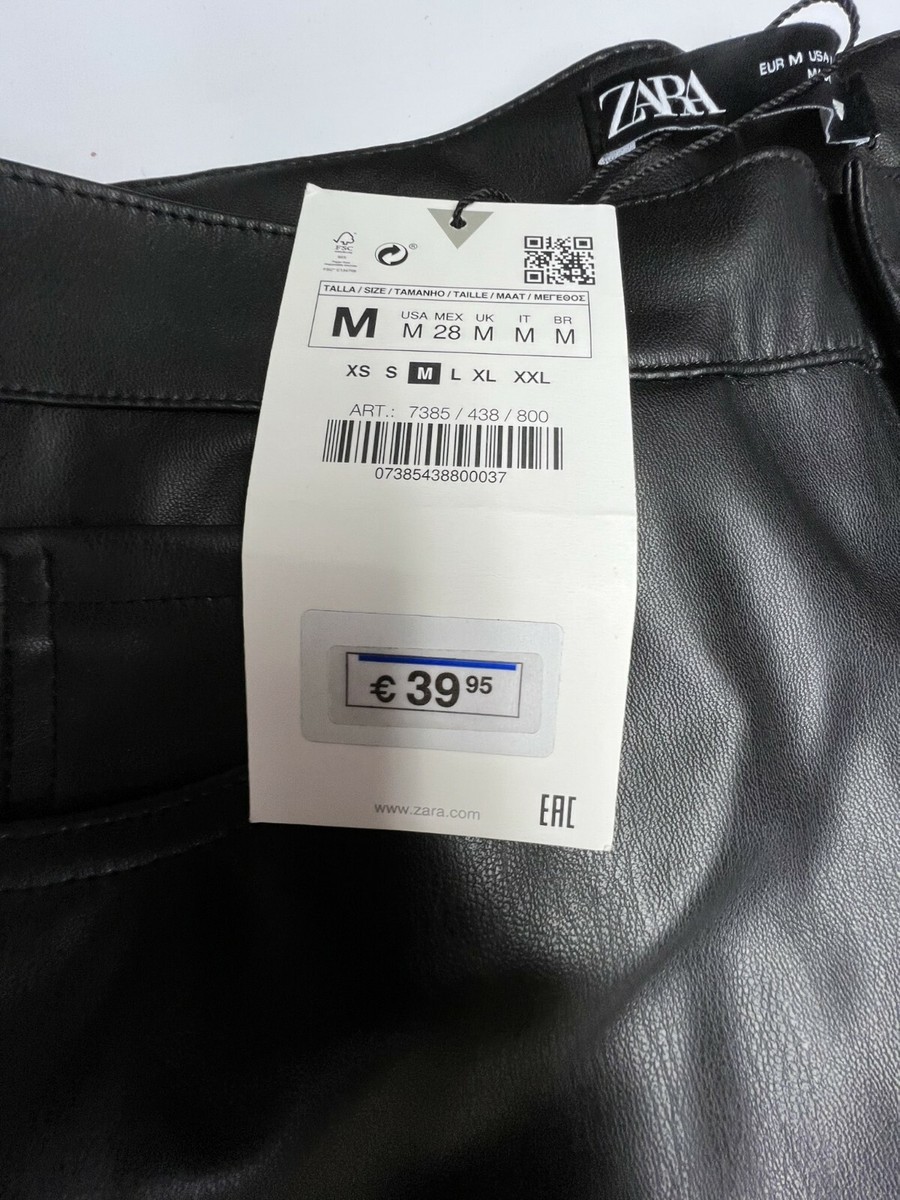 ZARA
EUR M USA
FSC
®
TALLA / SIZE / TAMANHO / TAILLE / MAAT / ΜΕΓΕΘΟΣ
M
USA MEX UK IT BR
M 28 M M M
XS S M L XL XXL
ART.: 7385 / 438 / 800
07385438800037
€ 39 95
www.zara.com
EAC